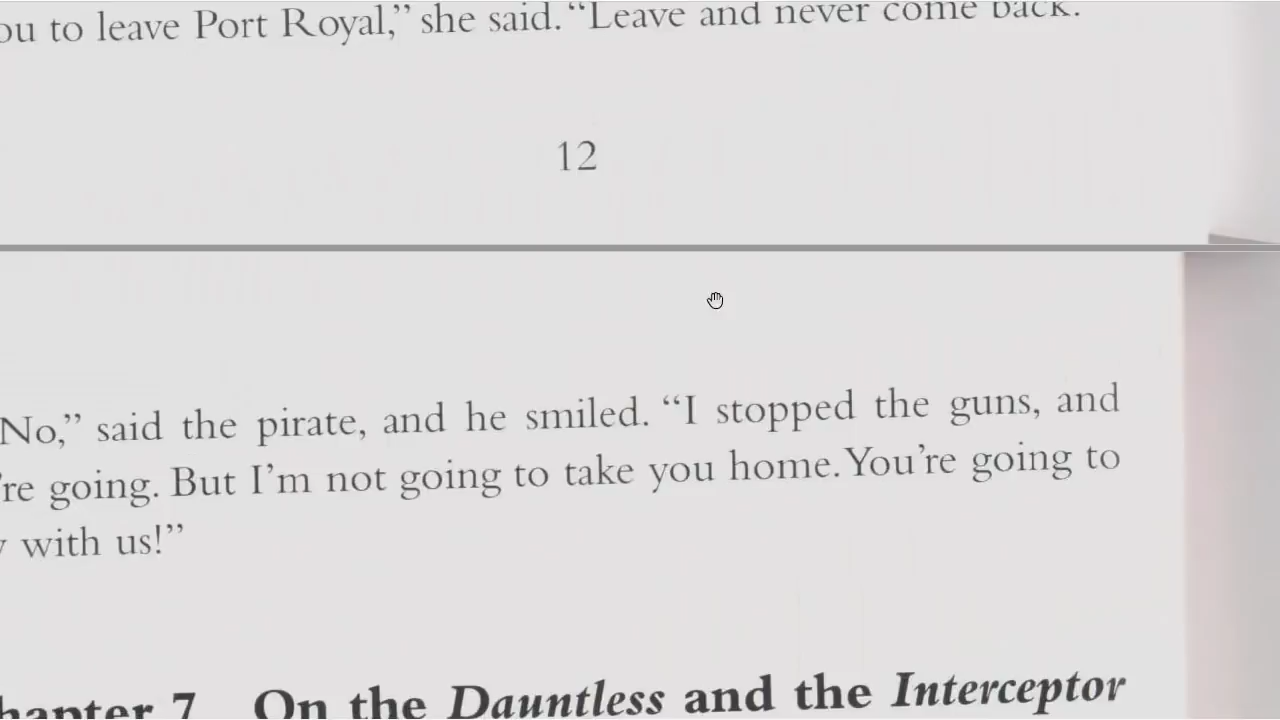 ou to leave Port Royal,” she said. “Leave and never come back.
12
No,” said the pirate, and he smiled. “I stopped the guns, and
’re going. But I’m not going to take you home. You’re going to
with us!”
hapter 7 On the Dauntless and the Interceptor